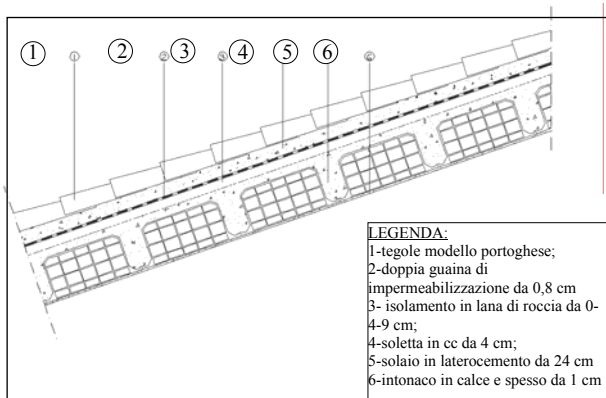 1 2 3 4 5 6
LEGENDA:
1-tegole modello portoghese;
2-doppia guaina di
impermeabilizzazione da 0,8 cm
3- isolamento in lana di roccia da 0-
4-9 cm;
4-soletta in cc da 4 cm;
5-solaio in laterocemento da 24 cm
6-intonaco in calce e spesso da 1 cm